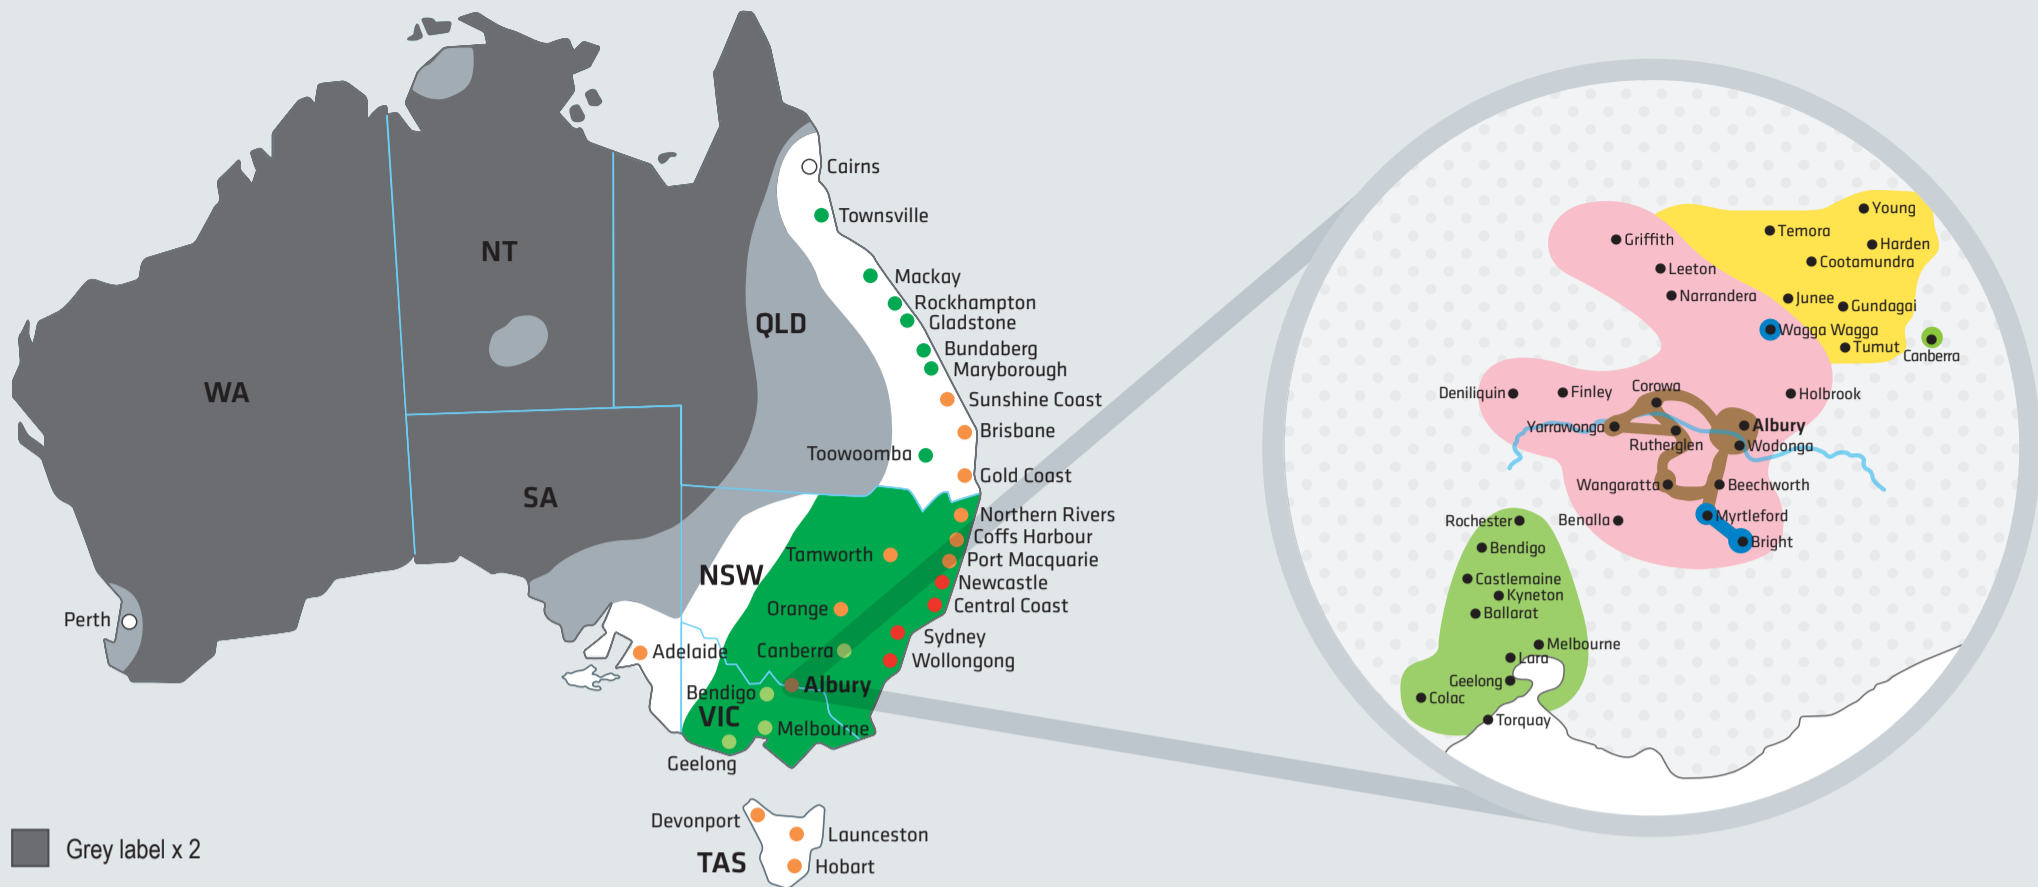 NT
WA
SA
QLD
NSW
VIC
TAS
Perth
Cairns
Townsville
Mackay
Rockhampton
Gladstone
Bundaberg
Maryborough
Sunshine Coast
Brisbane
Toowoomba
Gold Coast
Northern Rivers
Coffs Harbour
Tamworth
Port Macquarie
Newcastle
Orange
Central Coast
Sydney
Canberra
Adelaide
Wollongong
Albury
Bendigo
Melbourne
Geelong
Devonport
Launceston
Hobart
Grey label x 2
Young
Temora
Griffith
Harden
Cootamundra
Leeton
Narrandera
Junee
Gundagai
Wagga Wagga
Tumut
Canberra
Deniliquin
Finley
Corowa
Holbrook
Yarrawonga
Albury
Rutherglen
Wodonga
Wangaratta
Beechworth
Myrtleford
Rochester
Benalla
Bright
Bendigo
Castlemaine
Kyneton
Ballarat
Melbourne
Lara
Geelong
Colac
Torquay